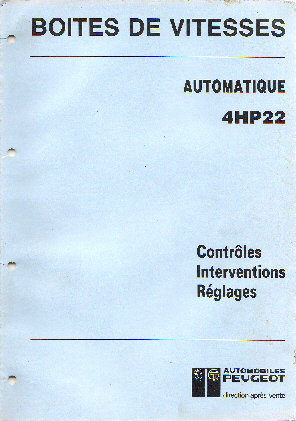 BOITES DE VITESSES
AUTOMATIQUE
4HP22
Contrôles
Interventions
Réglages
AUTOMOBILES
PEUGEOT
direction après vente